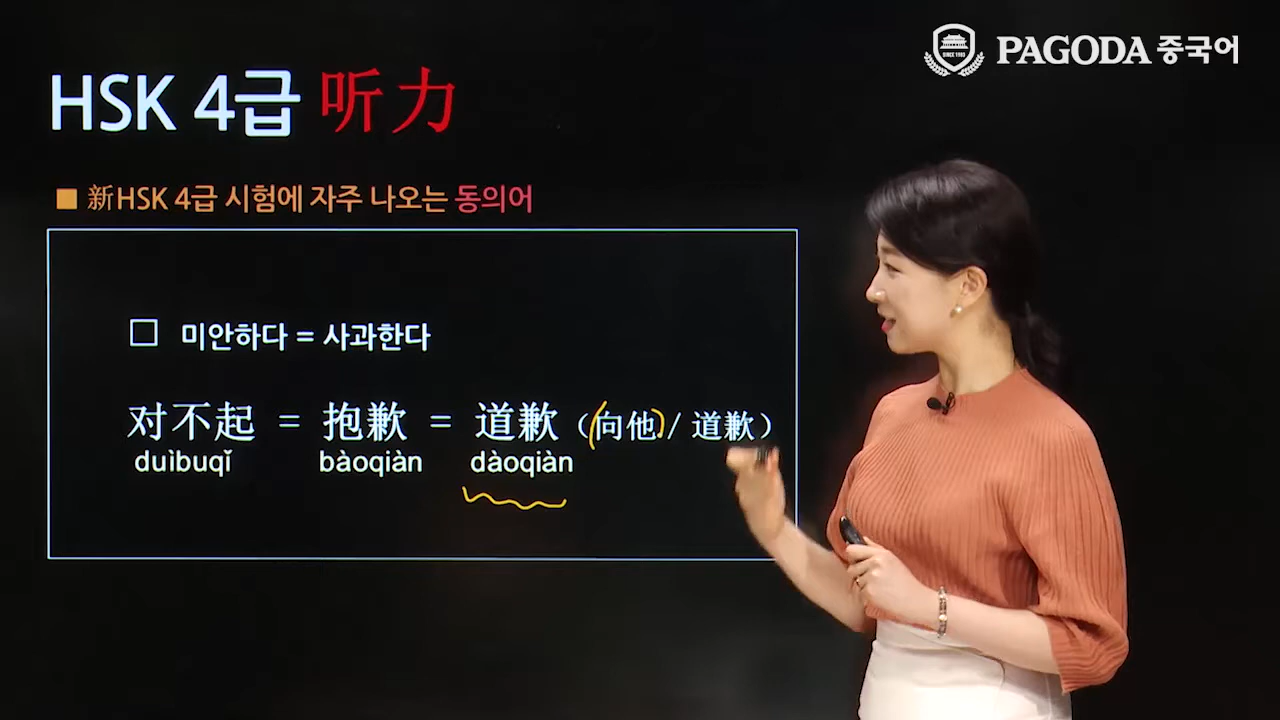 SINCE 1993
PAGODA 중국어
HSK 4급 听力
■ 新HSK 4급 시험에 자주 나오는 동의어
□ 미안하다 = 사과한다
对不起 = 抱歉 = 道歉 (向他 / 道歉)
duìbuqǐ bàoqiàn dàoqiàn